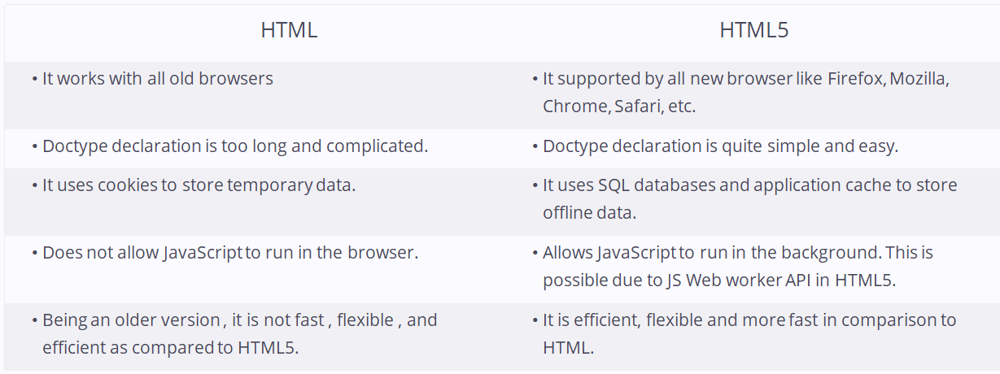 HTML HTML5
• It works with all old browsers
• It supported by all new browser like Firefox, Mozilla,
Chrome, Safari, etc.
• Doctype declaration is too long and complicated.
• Doctype declaration is quite simple and easy.
• It uses cookies to store temporary data.
• It uses SQL databases and application cache to store
offline data.
• Does not allow JavaScript to run in the browser.
• Allows JavaScript to run in the background. This is
possible due to JS Web worker API in HTML5.
• Being an older version , it is not fast , flexible , and
efficient as compared to HTML5.
• It is efficient, flexible and more fast in comparison to
HTML.